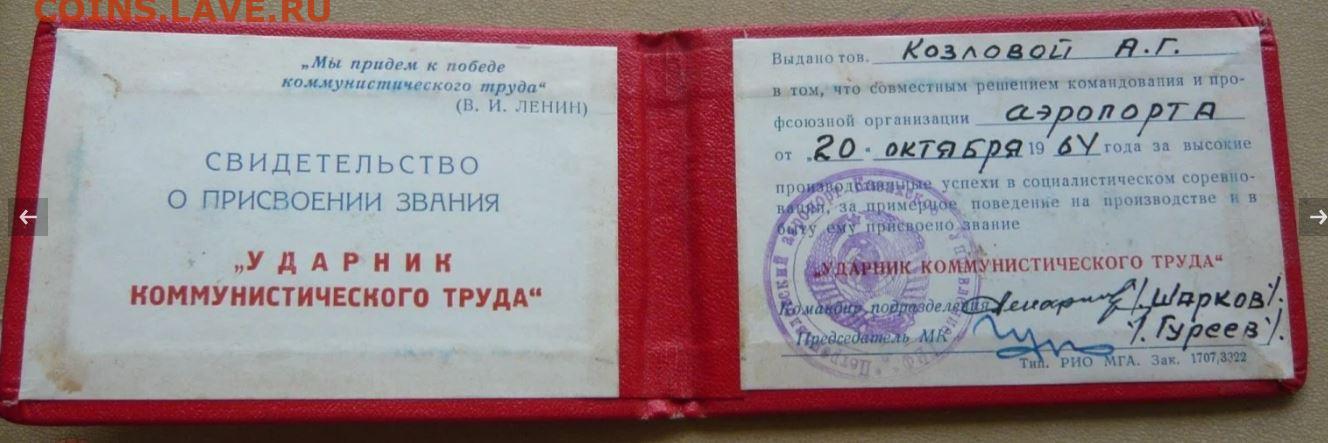 COINS.LAVE.RU
„Мы придем к победе
коммунистического труда“
(В. И. ЛЕНИН)
СВИДЕТЕЛЬСТВО
О ПРИСВОЕНИИ ЗВАНИЯ
„УДАРНИК
КОММУНИСТИЧЕСКОГО ТРУДА“
Выдано тов. Козловой А.Г.
в том, что совместным решением командования и про-
фсоюзной организации аэропорта
от „20“ октября 1964 года за высокие
производственные успехи в социалистическом соревно-
вании, за примерное поведение на производстве и в
быту ему присвоено звание
„УДАРНИК КОММУНИСТИЧЕСКОГО ТРУДА“
Командир подразделения /Шарков/.
Председатель МК /Гуреев/.
Тип. РИО МГА. Зак. 1707,3322